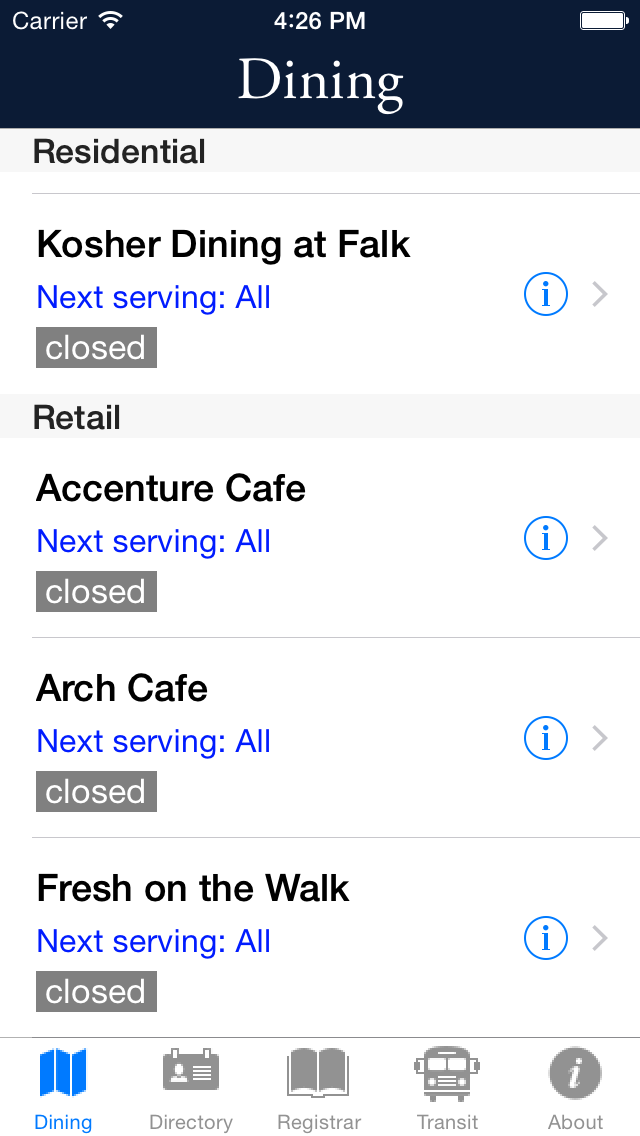 Carrier 4:26 PM
Dining
Residential
Kosher Dining at Falk
Next serving: All
closed
Retail
Accenture Cafe
Next serving: All
closed
Arch Cafe
Next serving: All
closed
Fresh on the Walk
Next serving: All
closed
Dining Directory Registrar Transit About